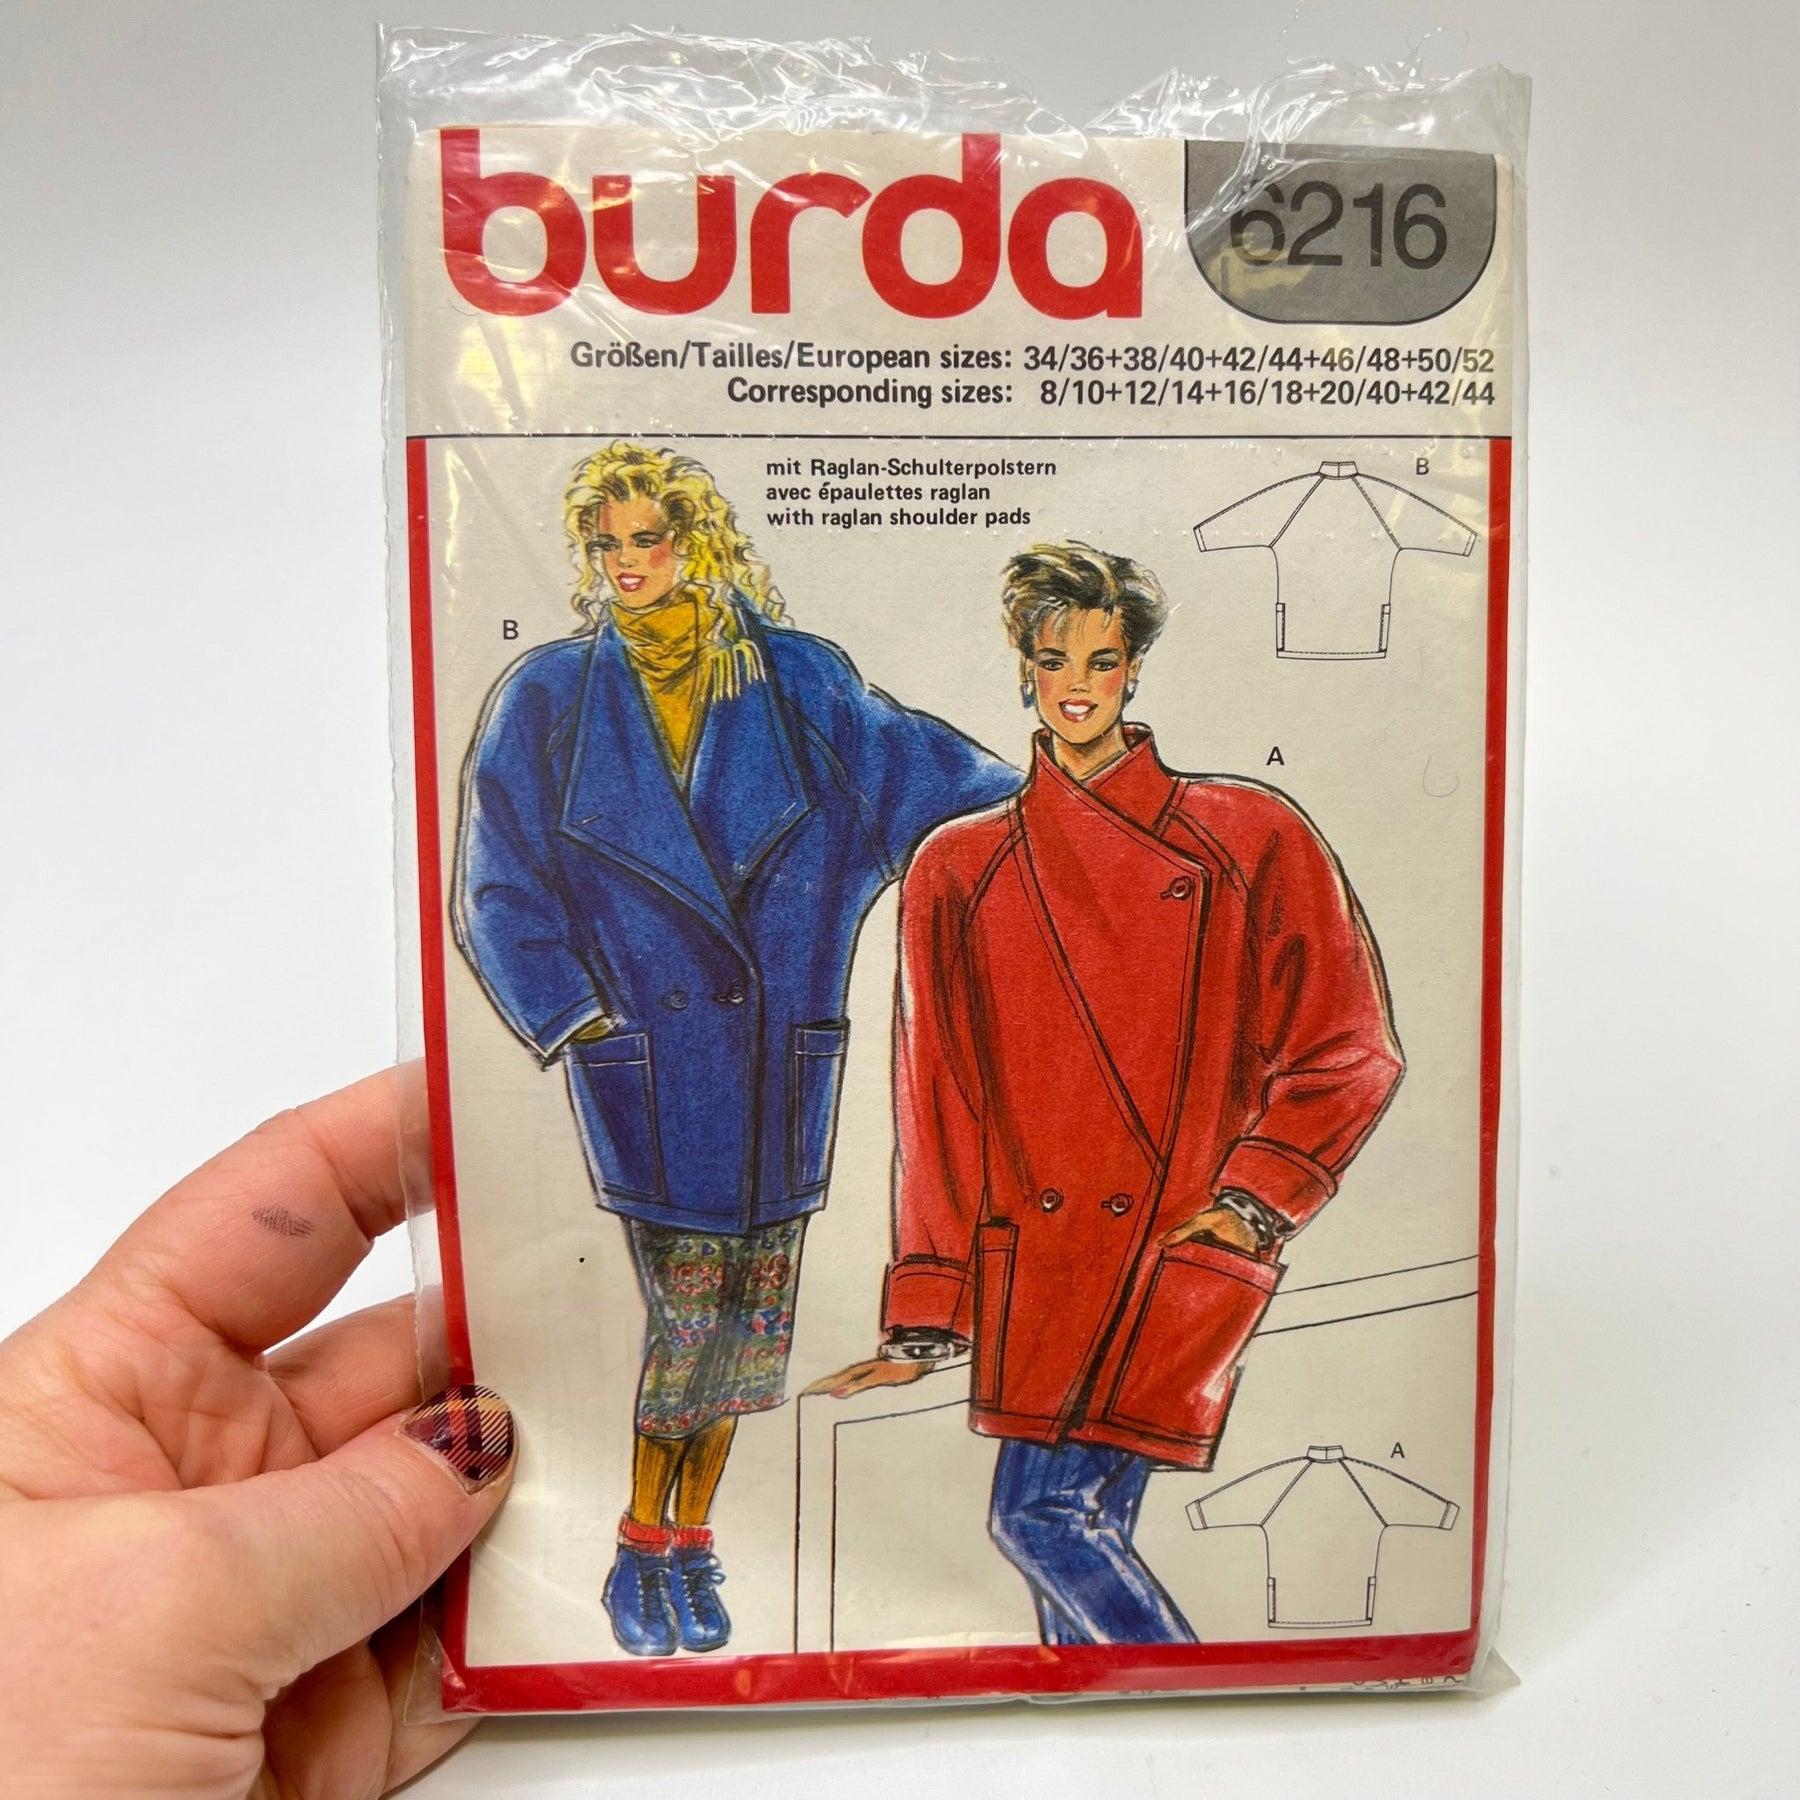 burda
6216
Größen/Tailles/European sizes: 34/36+38/40+42/44+46/48+50/52
Corresponding sizes: 8/10+12/14+16/18+20/40+42/44
mit Raglan-Schulterpolstern
avec épaulettes raglan
with raglan shoulder pads
B
B
A
A